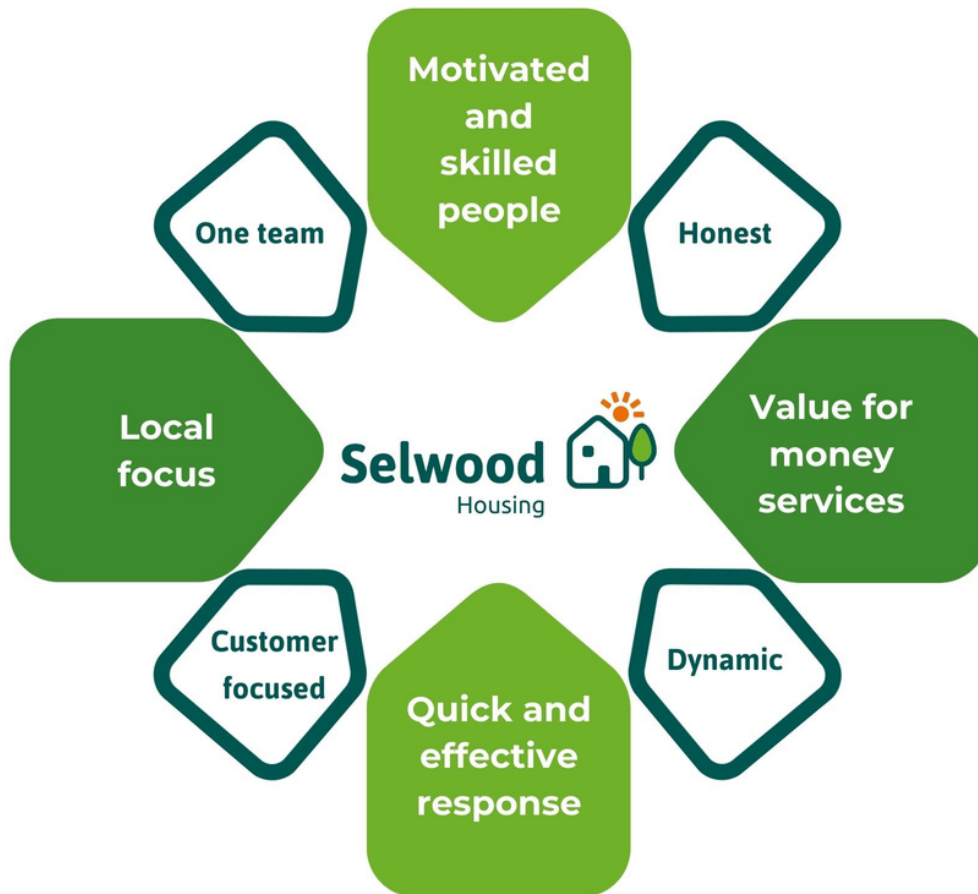 Motivated
and
skilled
people
One team
Honest
Local
focus
Selwood
Housing
Value for
money
services
Customer
focused
Dynamic
Quick and
effective
response